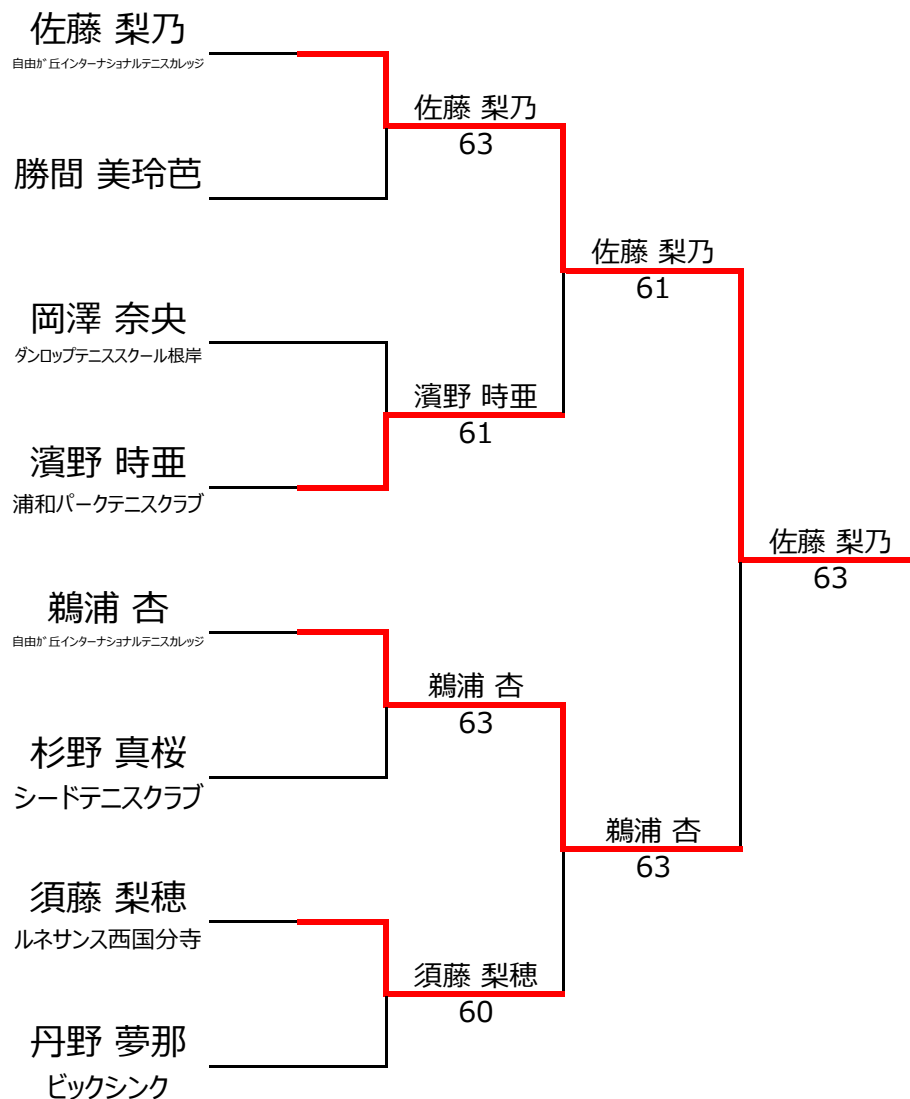 佐藤 梨乃
自由が丘インターナショナルテニスカレッジ
佐藤 梨乃
63
勝間 美玲芭
佐藤 梨乃
61
岡澤 奈央
ダンロップテニススクール根岸
濱野 時亜
61
濱野 時亜
浦和パークテニスクラブ
佐藤 梨乃
63
鵜浦 杏
自由が丘インターナショナルテニスカレッジ
鵜浦 杏
63
杉野 真桜
シードテニスクラブ
鵜浦 杏
63
須藤 梨穂
ルネサンス西国分寺
須藤 梨穂
60
丹野 夢那
ビックシンク